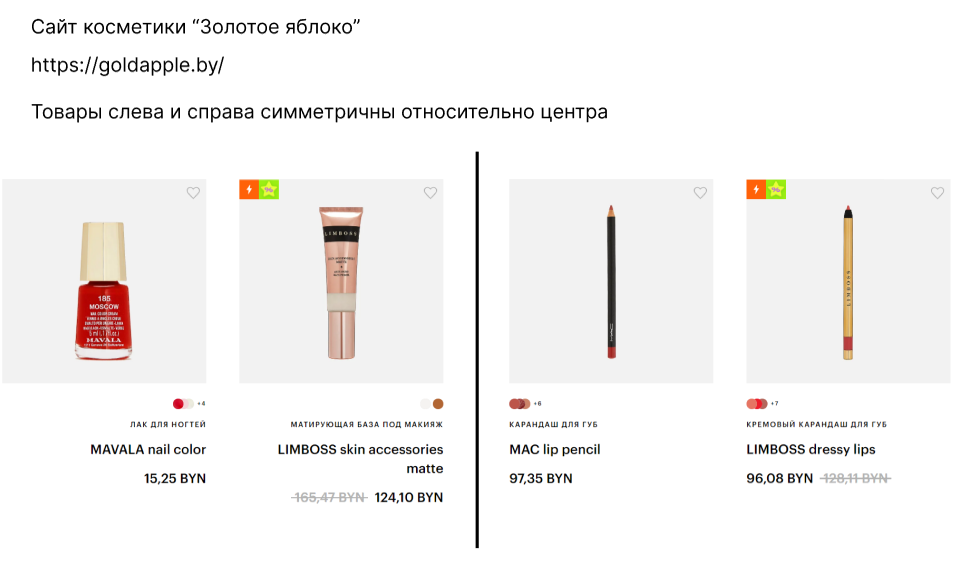 Сайт косметики “Золотое яблоко”
https://goldapple.by/
Товары слева и справа симметричны относительно центра
185
MOSCOW
MAVALA
+4
ЛАК ДЛЯ НОГТЕЙ
MAVALA nail color
15,25 BYN
LIMBOSS
МАТИРУЮЩАЯ БАЗА ПОД МАКИЯЖ
LIMBOSS skin accessories
matte
165,47 BYN 124,10 BYN
MAC
+6
КАРАНДАШ ДЛЯ ГУБ
MAC lip pencil
97,35 BYN
LIMBOSS
+7
КРЕМОВЫЙ КАРАНДАШ ДЛЯ ГУБ
LIMBOSS dressy lips
96,08 BYN 128,11 BYN